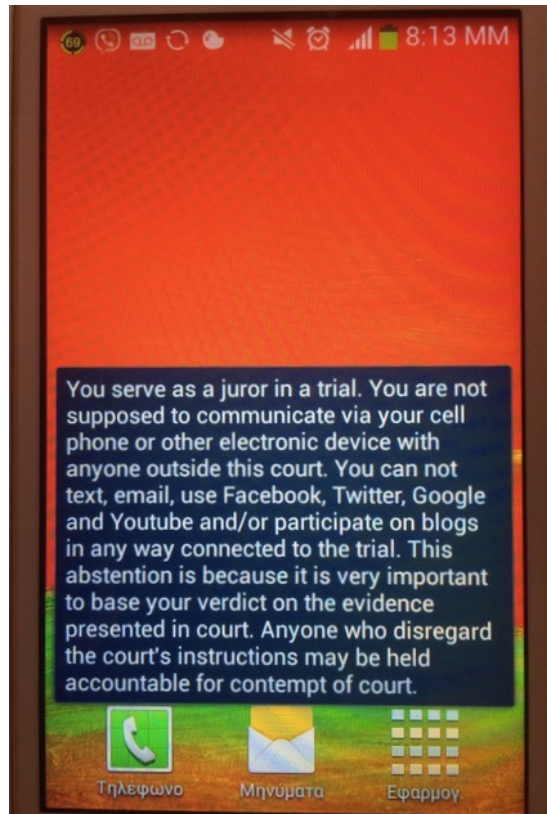 69 8:13 MM
You serve as a juror in a trial. You are not
supposed to communicate via your cell
phone or other electronic device with
anyone outside this court. You can not
text, email, use Facebook, Twitter, Google
and Youtube and/or participate on blogs
in any way connected to the trial. This
abstention is because it is very important
to base your verdict on the evidence
presented in court. Anyone who disregard
the court's instructions may be held
accountable for contempt of court.
Τηλέφωνο Μηνύματα Εφαρμογ.